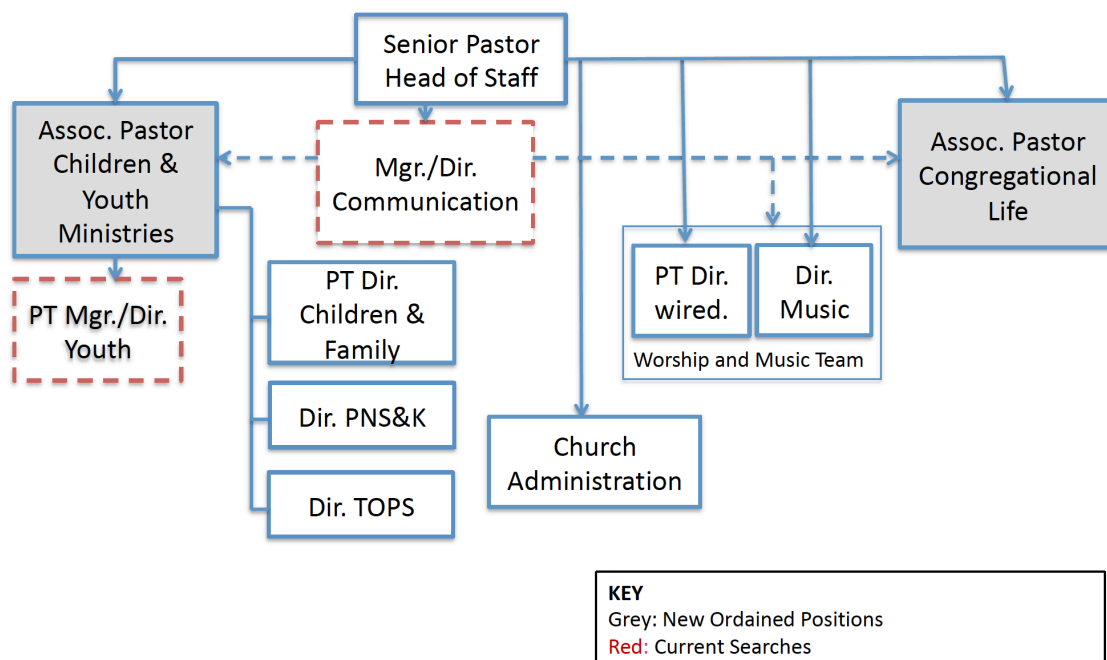 Senior Pastor
Head of Staff
Assoc. Pastor
Children &
Youth
Ministries
Mgr./Dir.
Communication
Assoc. Pastor
Congregational
Life
PT Mgr./Dir.
Youth
PT Dir.
Children &
Family
PT Dir.
wired.
Dir.
Music
Worship and Music Team
Dir. PNS&K
Church
Administration
Dir. TOPS
KEY
Grey: New Ordained Positions
Red: Current Searches